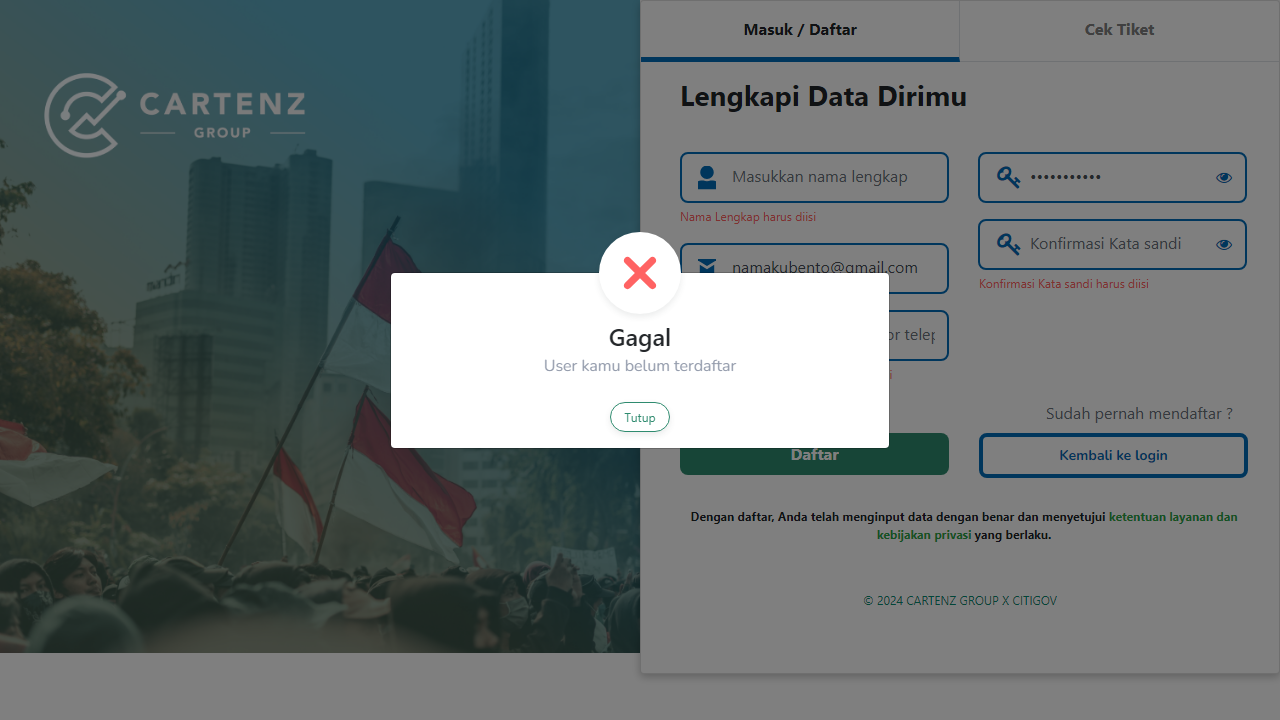 CARTENZ
GROUP
Masuk / Daftar
Cek Tiket
Lengkapi Data Dirimu
Masukkan nama lengkap
Nama Lengkap harus diisi
namakubento@gmail.com
•••••••••••
Konfirmasi Kata sandi
Konfirmasi Kata sandi harus diisi
Gagal
User kamu belum terdaftar
Tutup
Sudah pernah mendaftar ?
Daftar
Kembali ke login
Dengan daftar, Anda telah menginput data dengan benar dan menyetujui ketentuan layanan dan
kebijakan privasi yang berlaku.
© 2024 CARTENZ GROUP X CITIGOV